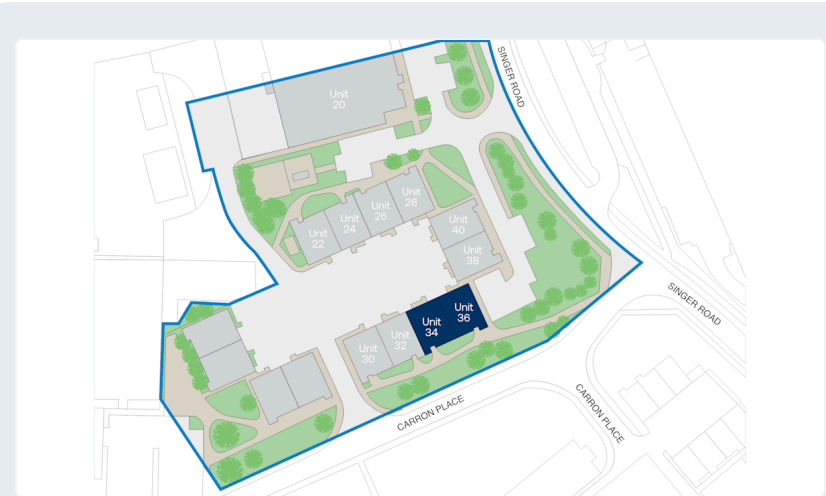 SINGER ROAD
Unit
20
Unit
28
Unit
26
Unit
24
Unit
22
Unit
40
Unit
38
Unit
36
Unit
34
Unit
32
Unit
30
SINGER ROAD
CARRON PLACE
CARRON PLACE